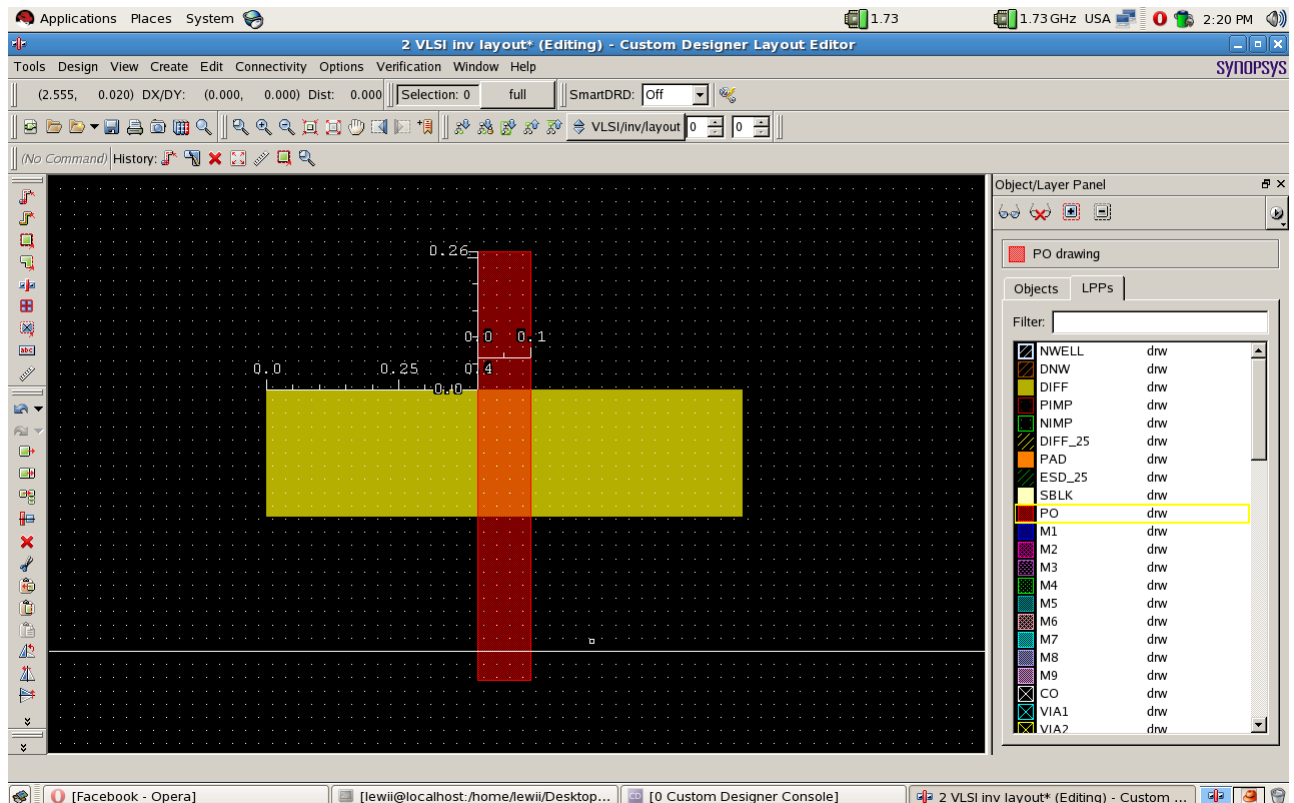 Applications Places System 1.73 1.73 GHz USA 2:20 PM
2 VLSI inv layout* (Editing) - Custom Designer Layout Editor
Tools Design View Create Edit Connectivity Options Verification Window Help SYNOPSYS
(2.555, 0.020) DX/DY: (0.000, 0.000) Dist: 0.000 Selection: 0 full SmartDRD: Off
VLSI/inv/layout 0 0
(No Command) History:
abc
0.26
0.0 0.1
0.0 0.25 0.4
0.0
Object/Layer Panel
PO drawing
Objects LPPs
Filter:
NWELL drw
DNW drw
DIFF drw
PIMP drw
NIMP drw
DIFF_25 drw
PAD drw
ESD_25 drw
SBLK drw
PO drw
M1 drw
M2 drw
M3 drw
M4 drw
M5 drw
M6 drw
M7 drw
M8 drw
M9 drw
CO drw
VIA1 drw
VIA2 drw
[Facebook - Opera] [lewii@localhost:/home/lewii/Desktop... CD [0 Custom Designer Console] 2 VLSI inv layout* (Editing) - Custom ...